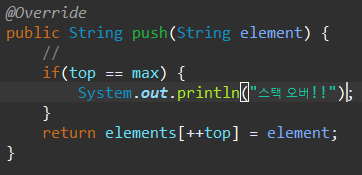 @Override
public String push(String element) {
//
if(top == max) {
System.out.println("스택 오버!!");
}
return elements[++top] = element;
}